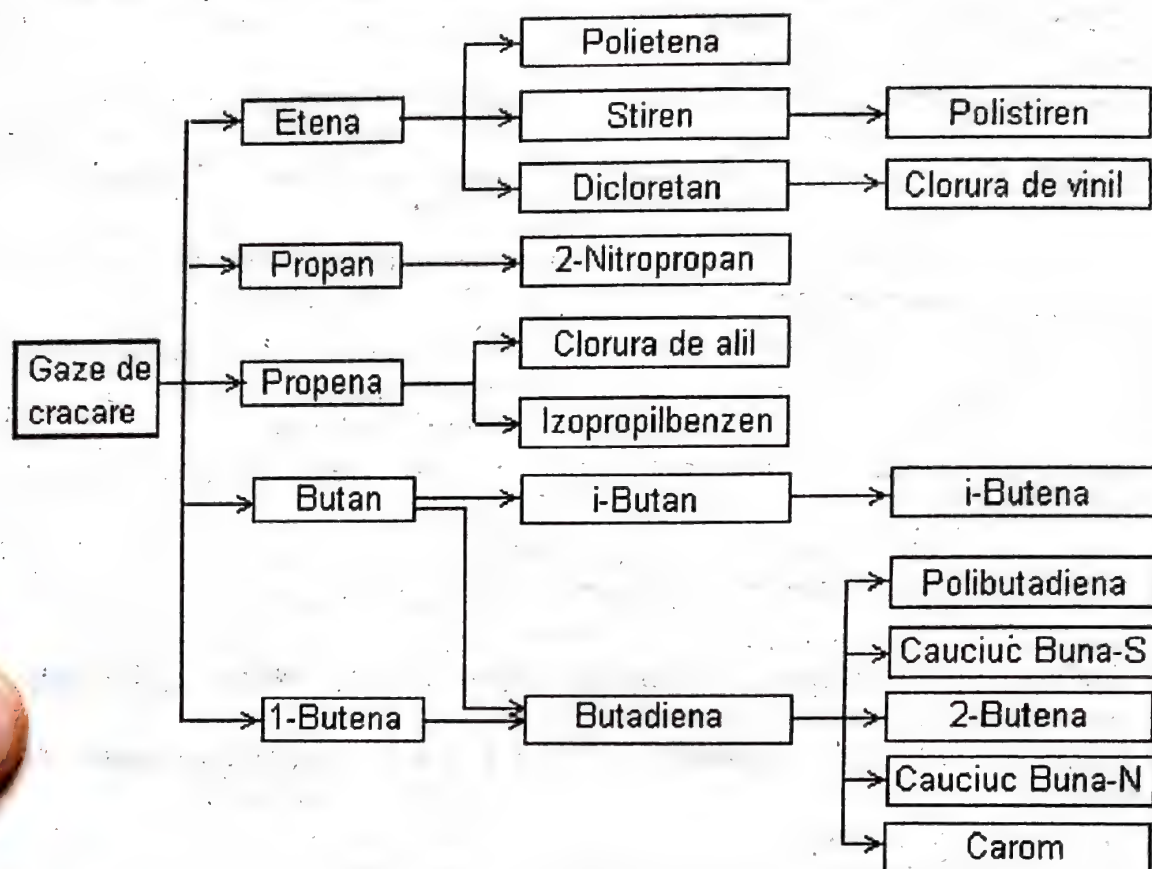 Polietena
Etena
Stiren
Polistiren
Dicloretan
Clorura de vinil
Propan
2-Nitropropan
Gaze de
cracare
Propena
Clorura de alil
Izopropilbenzen
Butan
i-Butan
i-Butena
Polibutadiena
Cauciuc Buna-S
1-Butena
Butadiena
2-Butena
Cauciuc Buna-N
Carom